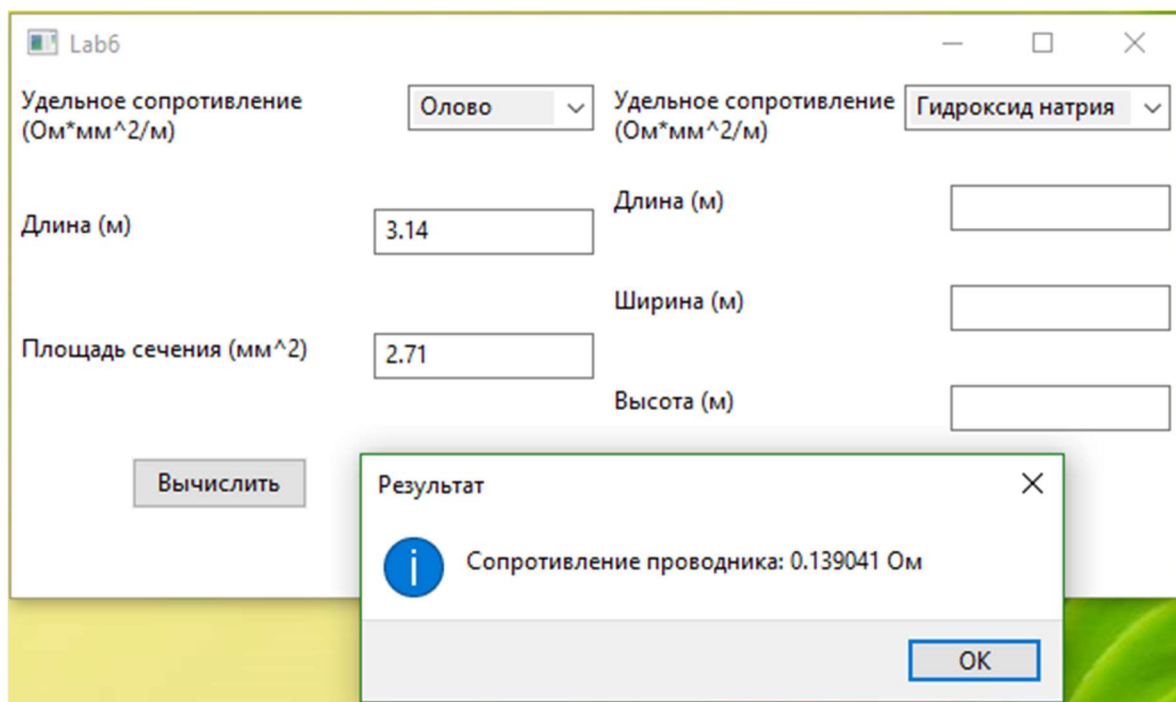 Lab6
Удельное сопротивление
(Ом*мм^2/м)
Олово
Длина (м)
3.14
Площадь сечения (мм^2)
2.71
Вычислить
Удельное сопротивление
(Ом*мм^2/м)
Гидроксид натрия
Длина (м)
Ширина (м)
Высота (м)
Результат
Сопротивление проводника: 0.139041 Ом
OK